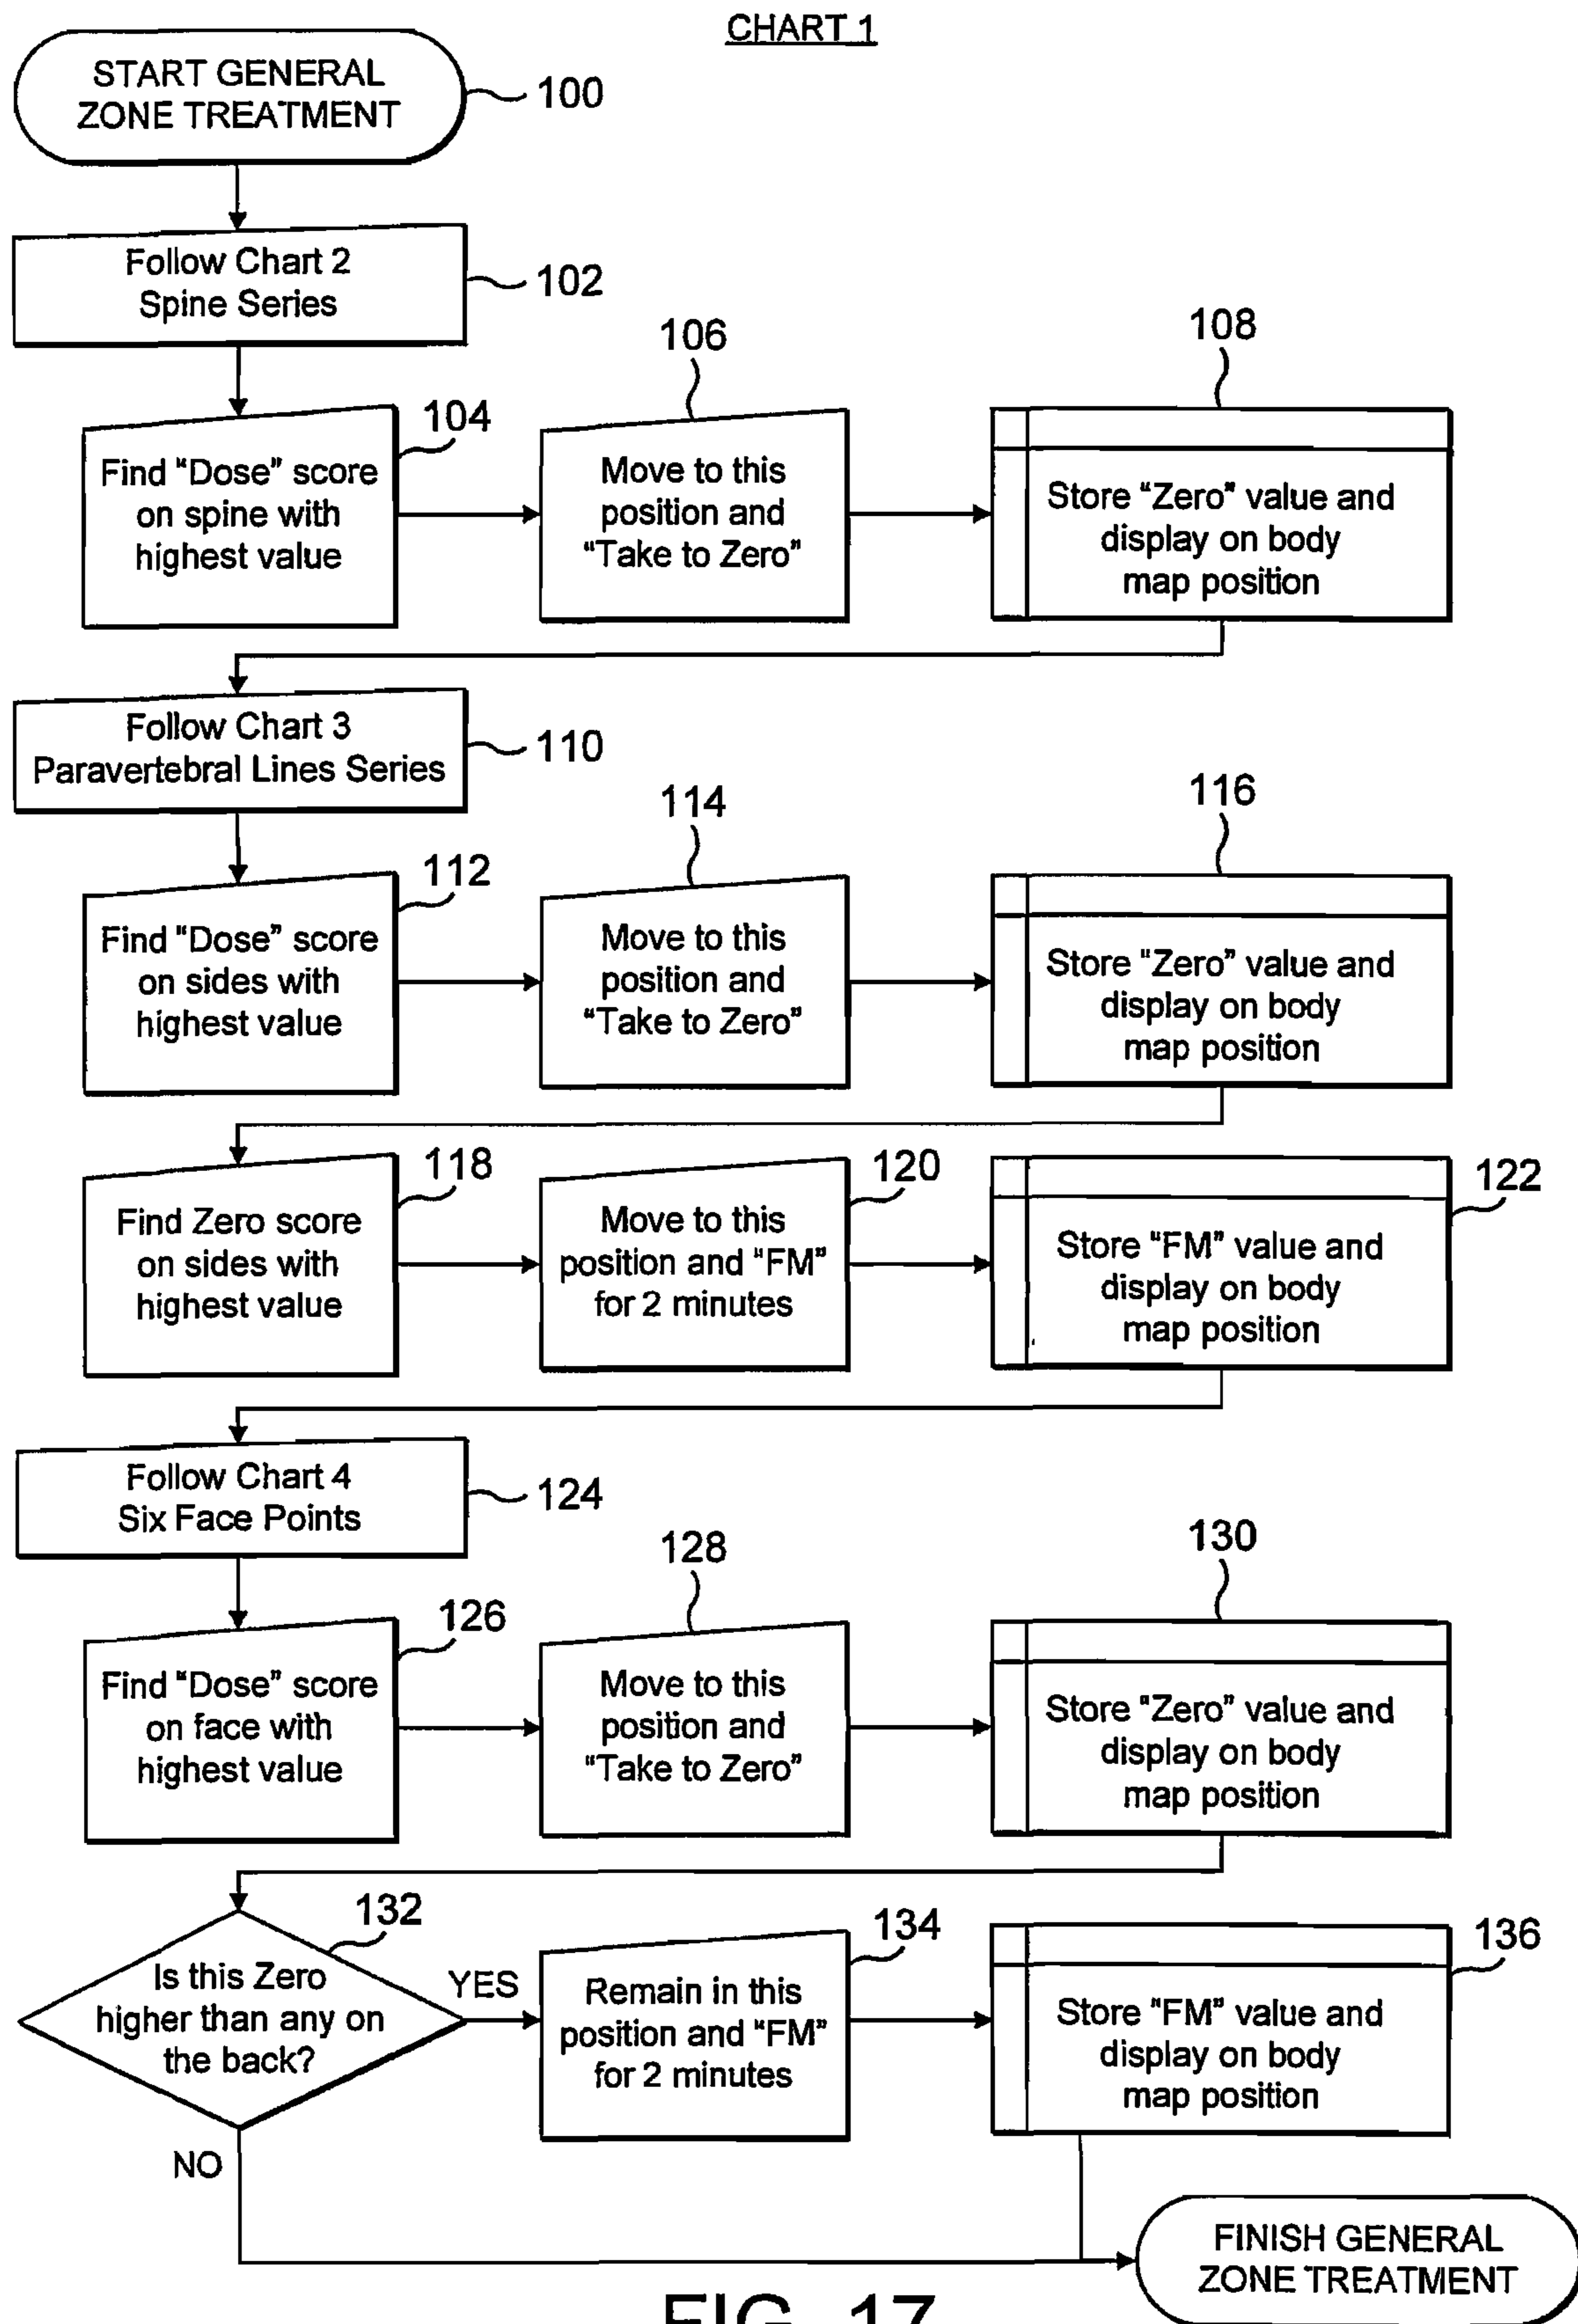 CHART 1
START GENERAL
ZONE TREATMENT
100
Follow Chart 2
Spine Series
102
Find "Dose" score
on spine with
highest value
104
Move to this
position and
"Take to Zero"
106
Store "Zero" value and
display on body
map position
108
Follow Chart 3
Paravertebral Lines Series
110
Find "Dose" score
on sides with
highest value
112
Move to this
position and
"Take to Zero"
114
Store "Zero" value and
display on body
map position
116
Find Zero score
on sides with
highest value
118
Move to this
position and "FM"
for 2 minutes
120
Store "FM" value and
display on body
map position
122
Follow Chart 4
Six Face Points
124
Find "Dose" score
on face with
highest value
126
Move to this
position and
"Take to Zero"
128
Store "Zero" value and
display on body
map position
130
Is this Zero
higher than any on
the back?
132
YES
NO
Remain in this
position and "FM"
for 2 minutes
134
Store "FM" value and
display on body
map position
136
FINISH GENERAL
ZONE TREATMENT
FIG. 17